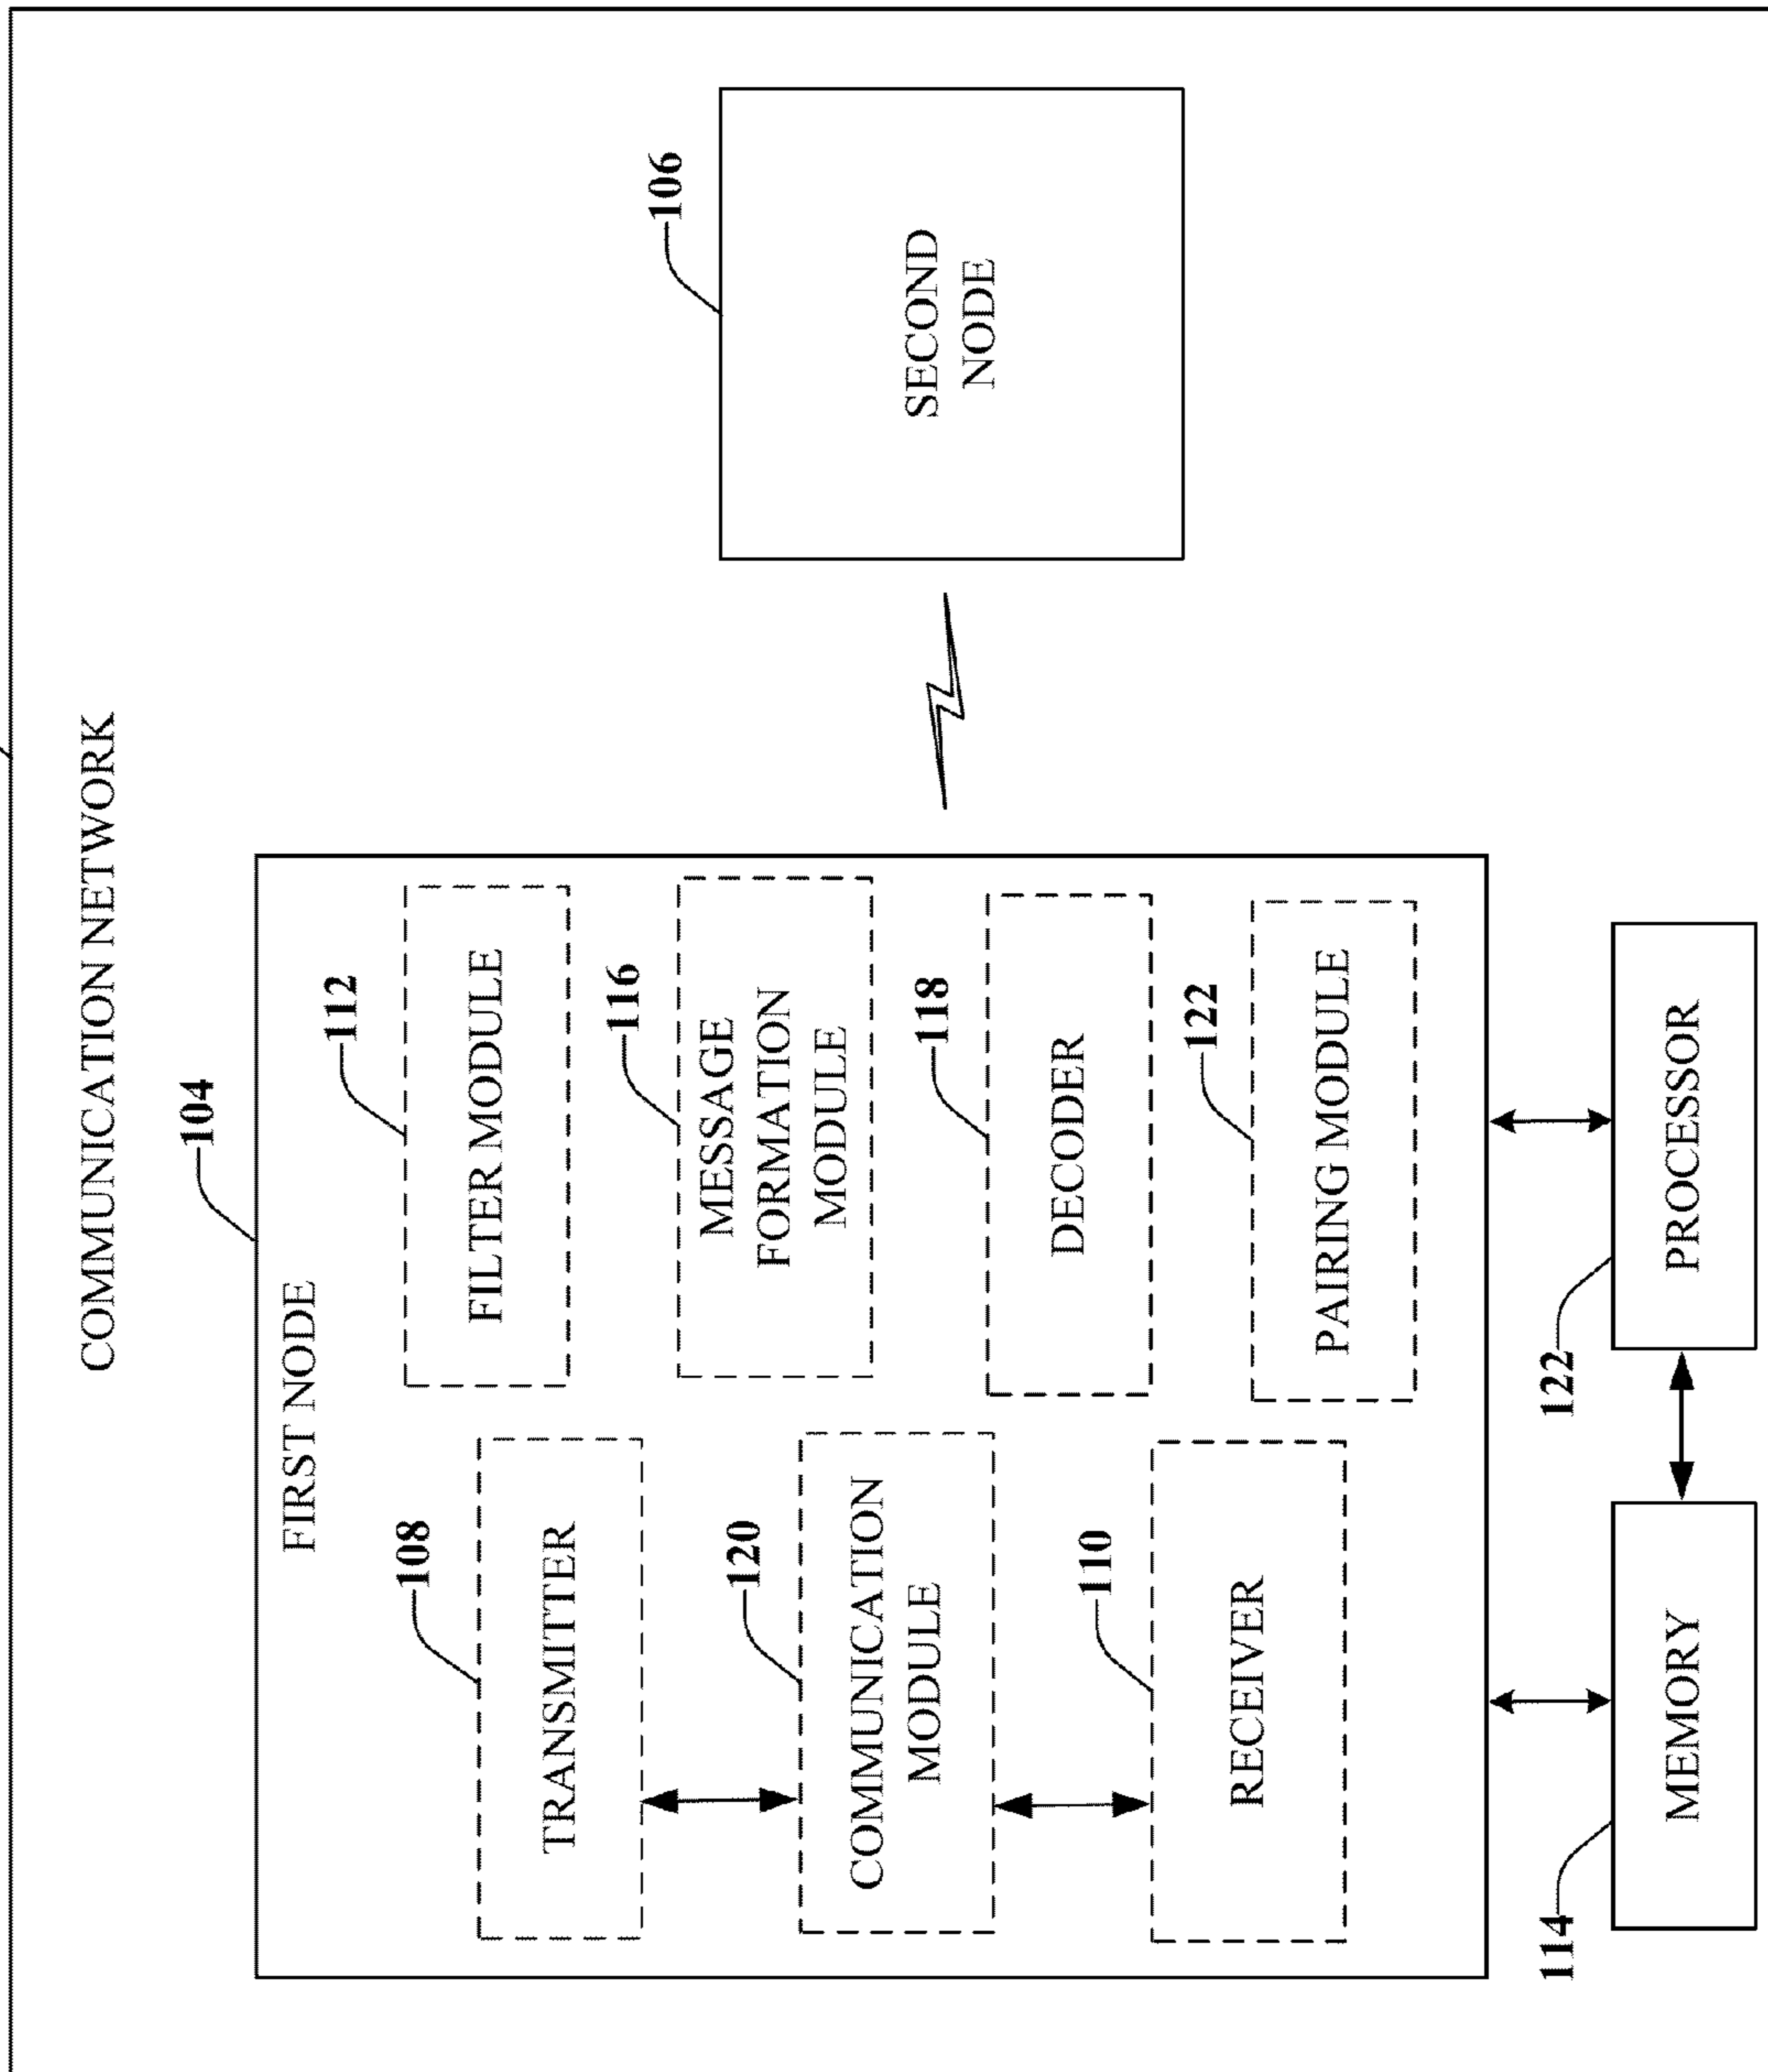 COMMUNICATION NETWORK
104
FIRST NODE
108
TRANSMITTER
112
FILTER MODULE
120
COMMUNICATION
MODULE
116
MESSAGE
FORMATION
MODULE
110
RECEIVER
118
DECODER
122
PAIRING MODULE
106
SECOND
NODE
114
MEMORY
122
PROCESSOR